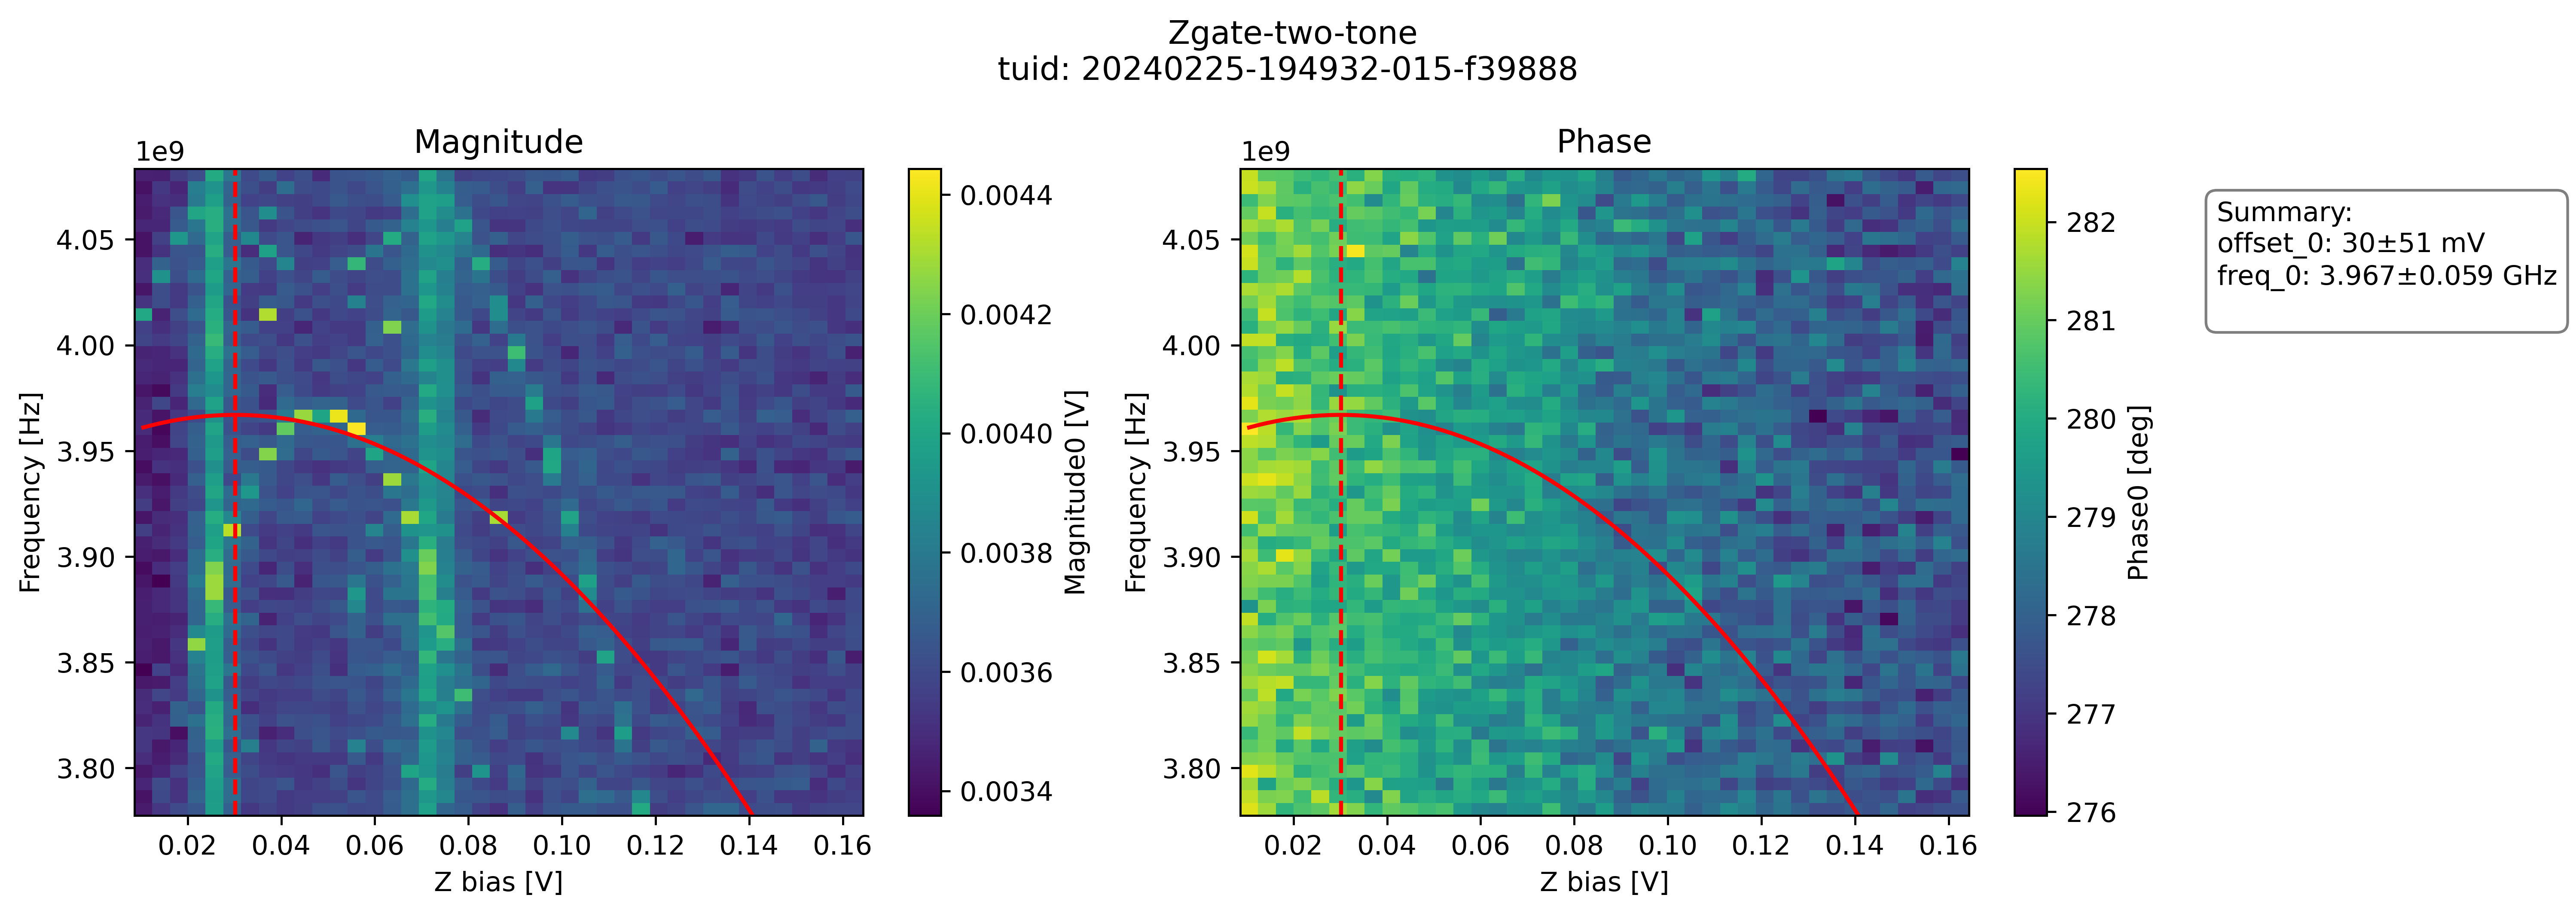 Zgate-two-tone
tuid: 20240225-194932-015-f39888
Magnitude
1e9
4.05
4.00
3.95
3.90
3.85
3.80
Frequency [Hz]
0.02 0.04 0.06 0.08 0.10 0.12 0.14 0.16
Z bias [V]
0.0044
0.0042
0.0040
0.0038
0.0036
0.0034
Magnitude0 [V]
Phase
1e9
4.05
4.00
3.95
3.90
3.85
3.80
Frequency [Hz]
0.02 0.04 0.06 0.08 0.10 0.12 0.14 0.16
Z bias [V]
282
281
280
279
278
277
276
Phase0 [deg]
Summary:
offset_0: 30±51 mV
freq_0: 3.967±0.059 GHz